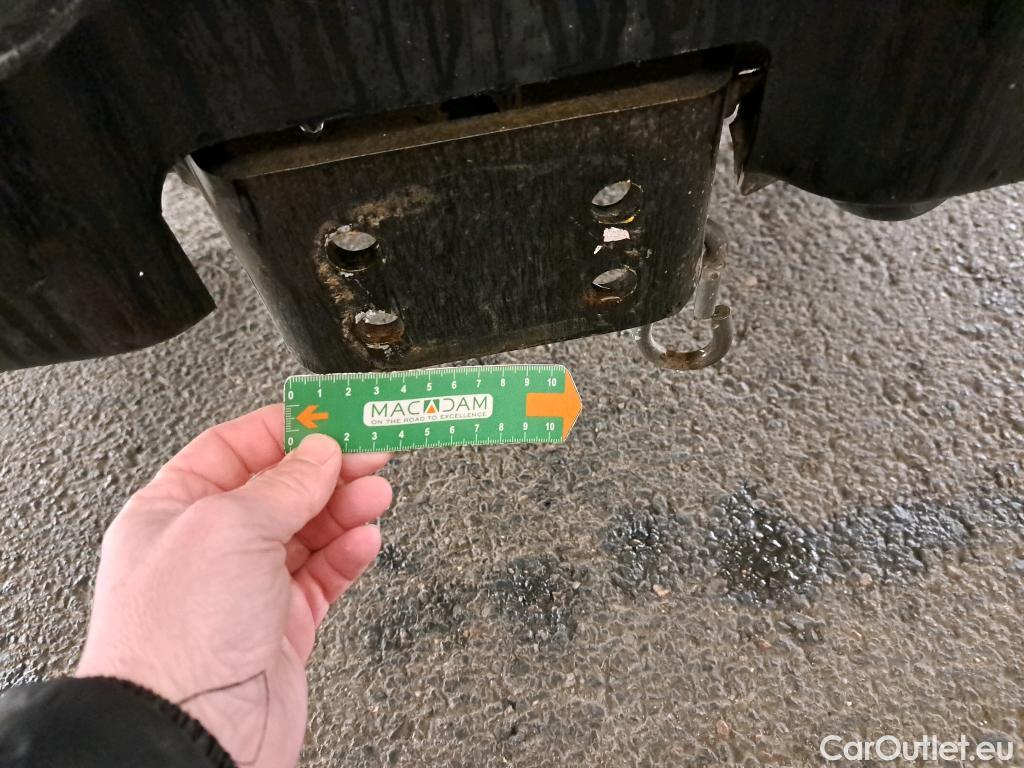 0 1 2 3 4 5 6 7 8 9 10
MACADAM
ON THE ROAD TO EXCELLENCE
0 2 3 4 5 6 7 8 9 10
CarOutlet.eu